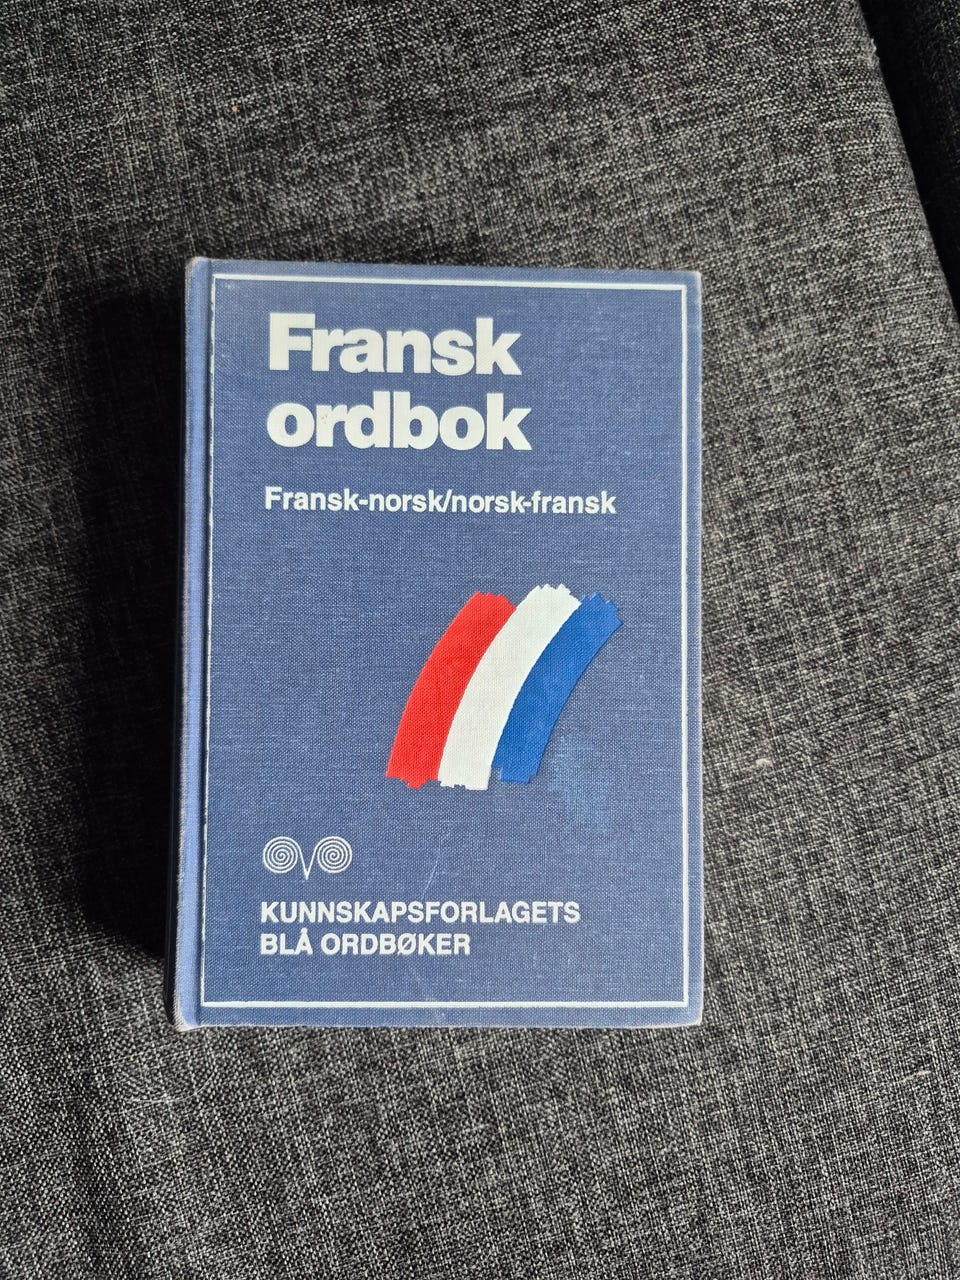 Fransk
ordbok
Fransk-norsk/norsk-fransk
KUNNSKAPSFORLAGETS
BLÅ ORDBØKER